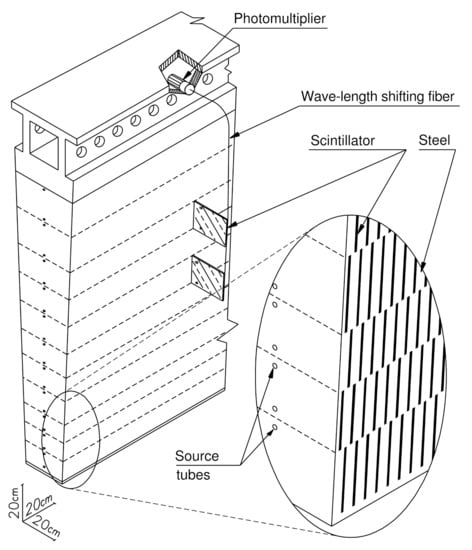 Photomultiplier
Wave-length shifting fiber
Scintillator
Steel
Source
tubes
20cm
20cm
20cm